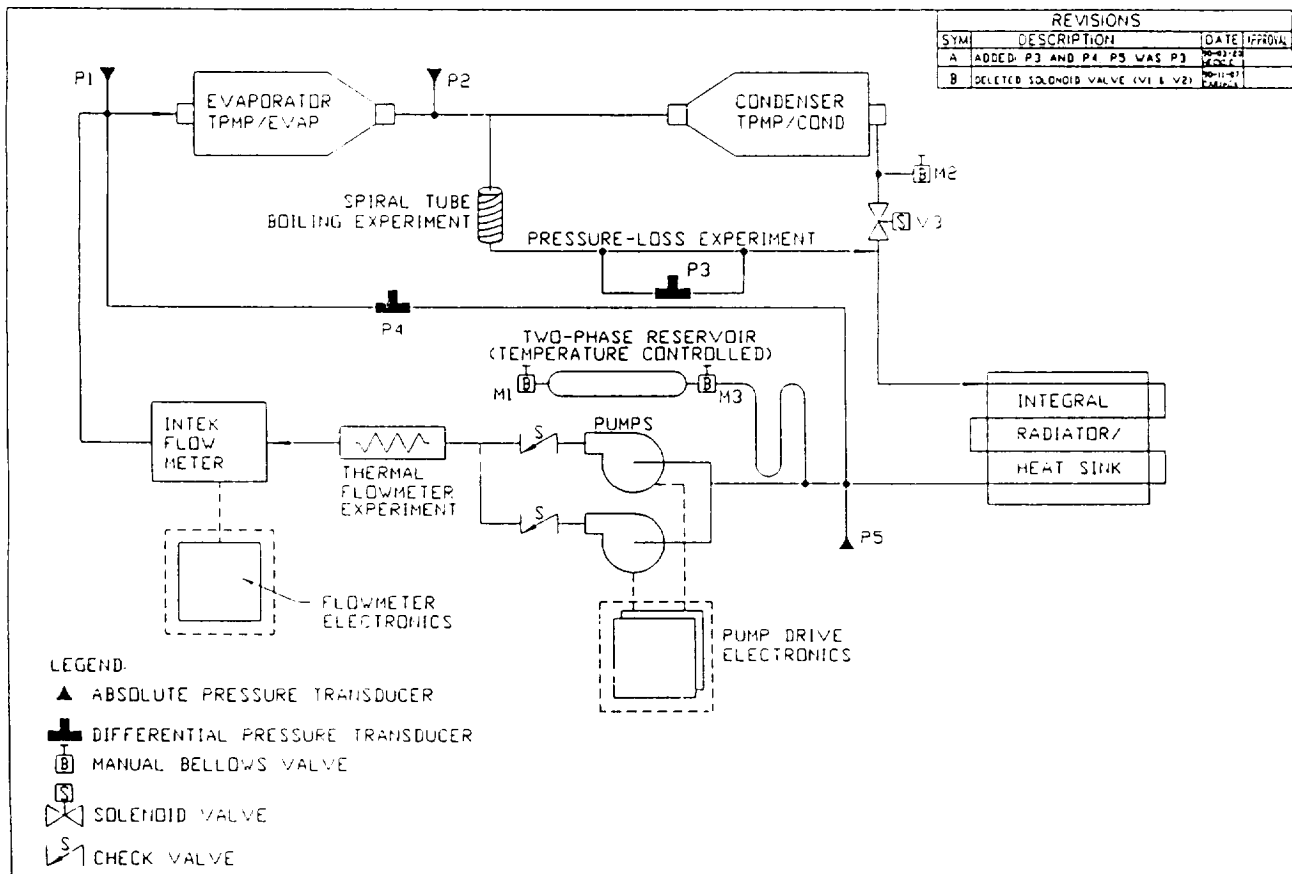 REVISIONS
SYM DESCRIPTION DATE APPROVAL
A ADDED: P3 AND P4, P5 WAS P3
B DELETED SOLONOID VALVE (V1 & V2)
P1
P2
EVAPORATOR
TPMP/EVAP
CONDENSER
TPMP/COND
B M2
SPIRAL TUBE
BOILING EXPERIMENT
S V3
PRESSURE-LOSS EXPERIMENT
P3
P4
TWO-PHASE RESERVOIR
(TEMPERATURE CONTROLLED)
B B
M1 M3
INTEGRAL
RADIATOR/
HEAT SINK
INTEK
FLOW
METER
S
PUMPS
THERMAL
FLOWMETER
EXPERIMENT
S
P5
FLOWMETER
ELECTRONICS
PUMP DRIVE
ELECTRONICS
LEGEND:
ABSOLUTE PRESSURE TRANSDUCER
DIFFERENTIAL PRESSURE TRANSDUCER
B MANUAL BELLOWS VALVE
S
SOLENOID VALVE
S
CHECK VALVE